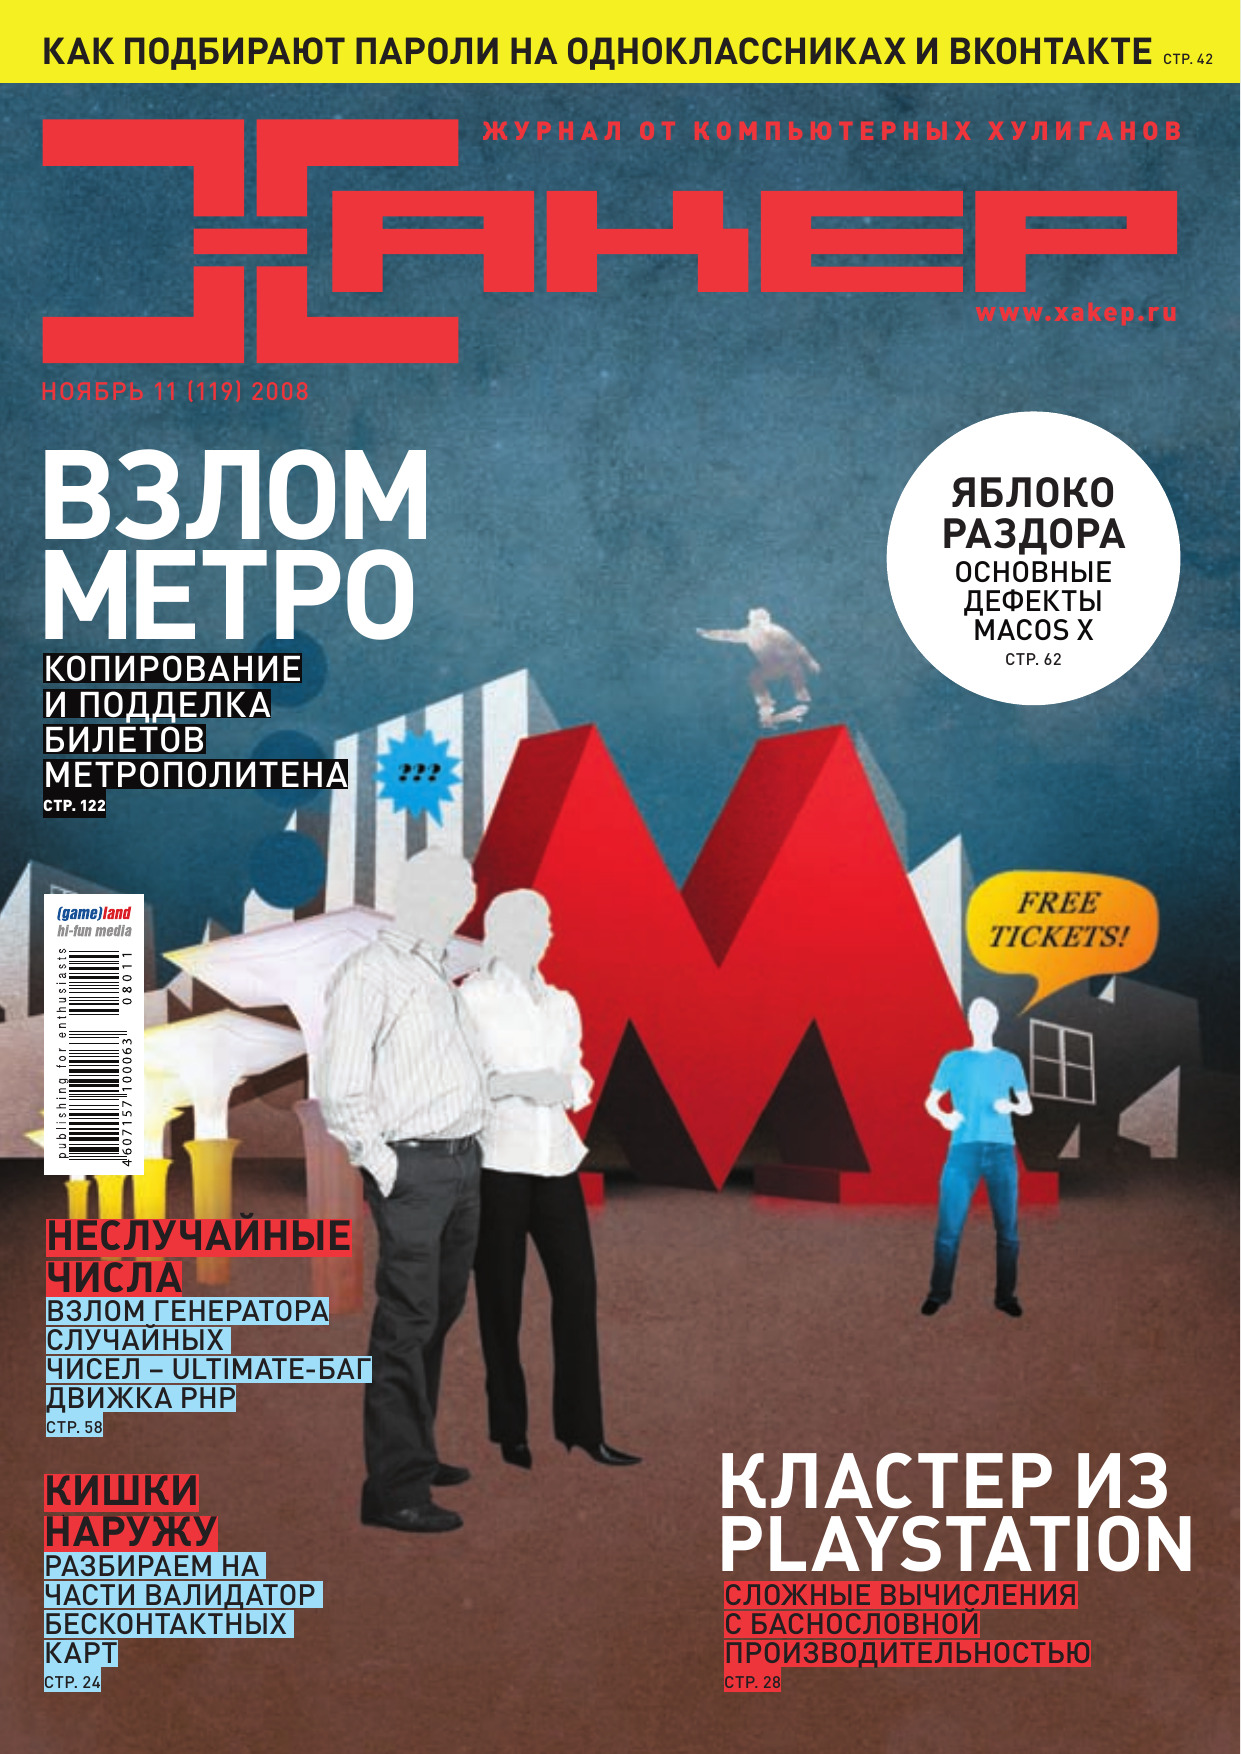 КАК ПОДБИРАЮТ ПАРОЛИ НА ОДНОКЛАССНИКАХ И ВКОНТАКТЕ СТР. 42
ЖУРНАЛ ОТ КОМПЬЮТЕРНЫХ ХУЛИГАНОВ
ХАКЕР
www.xakep.ru
НОЯБРЬ 11 (119) 2008
ВЗЛОМ
МЕТРО
КОПИРОВАНИЕ
И ПОДДЕЛКА
БИЛЕТОВ
МЕТРОПОЛИТЕНА
СТР. 122
ЯБЛОКО
РАЗДОРА
ОСНОВНЫЕ
ДЕФЕКТЫ
MACOS X
СТР. 62
???
FREE
TICKETS!
(game)land
hi-fun media
publishing for enthusiasts
4 607157 100063
08011
НЕСЛУЧАЙНЫЕ
ЧИСЛА
ВЗЛОМ ГЕНЕРАТОРА
СЛУЧАЙНЫХ
ЧИСЕЛ – ULTIMATE-БАГ
ДВИЖКА PHP
СТР. 58
КИШКИ
НАРУЖУ
РАЗБИРАЕМ НА
ЧАСТИ ВАЛИДАТОР
БЕСКОНТАКТНЫХ
КАРТ
СТР. 24
КЛАСТЕР ИЗ
PLAYSTATION
СЛОЖНЫЕ ВЫЧИСЛЕНИЯ
С БАСНОСЛОВНОЙ
ПРОИЗВОДИТЕЛЬНОСТЬЮ
СТР. 28